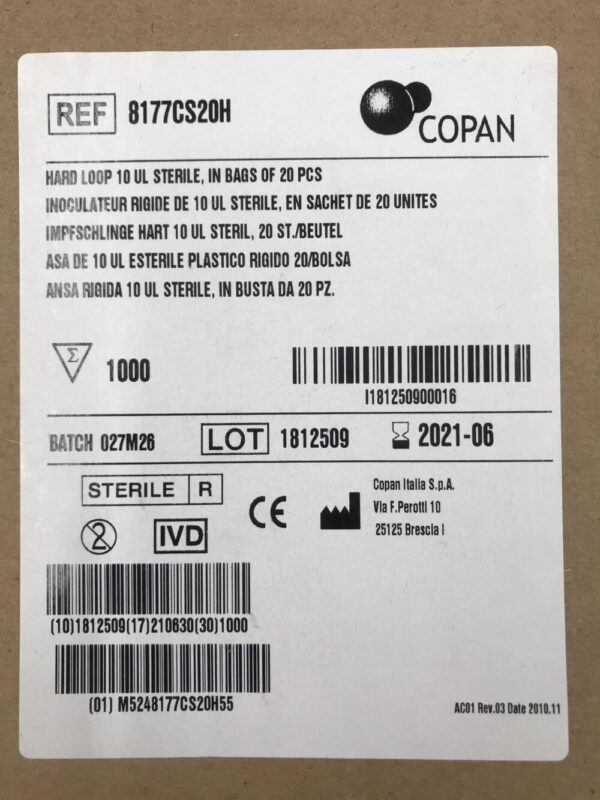 REF 8177CS20H
COPAN
HARD LOOP 10 UL STERILE, IN BAGS OF 20 PCS
INOCULATEUR RIGIDE DE 10 UL STERILE, EN SACHET DE 20 UNITES
IMPFSCHLINGE HART 10 UL STERIL, 20 ST./BEUTEL
ASA DE 10 UL ESTERILE PLASTICO RIGIDO 20/BOLSA
ANSA RIGIDA 10 UL STERILE, IN BUSTA DA 20 PZ.
Σ 1000
I181250900016
BATCH 027M26 LOT 1812509 2021-06
STERILE R
CE
Copan Italia S.p.A.
Via F.Perotti 10
25125 Brescia I
2 IVD
(10)1812509(17)210630(30)1000
(01) M5248177CS20H55
AC01 Rev.03 Date 2010.11